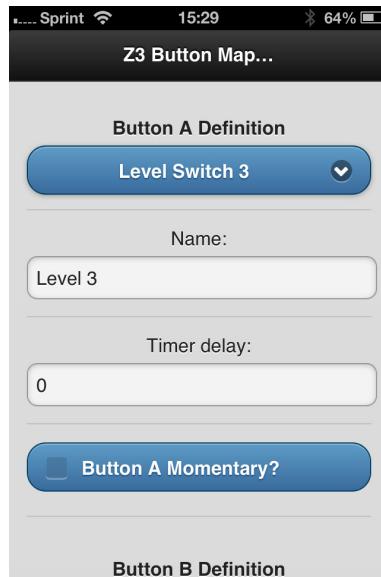 Sprint 15:29 64%
Z3 Button Map...
Button A Definition
Level Switch 3
Name:
Level 3
Timer delay:
0
Button A Momentary?
Button B Definition